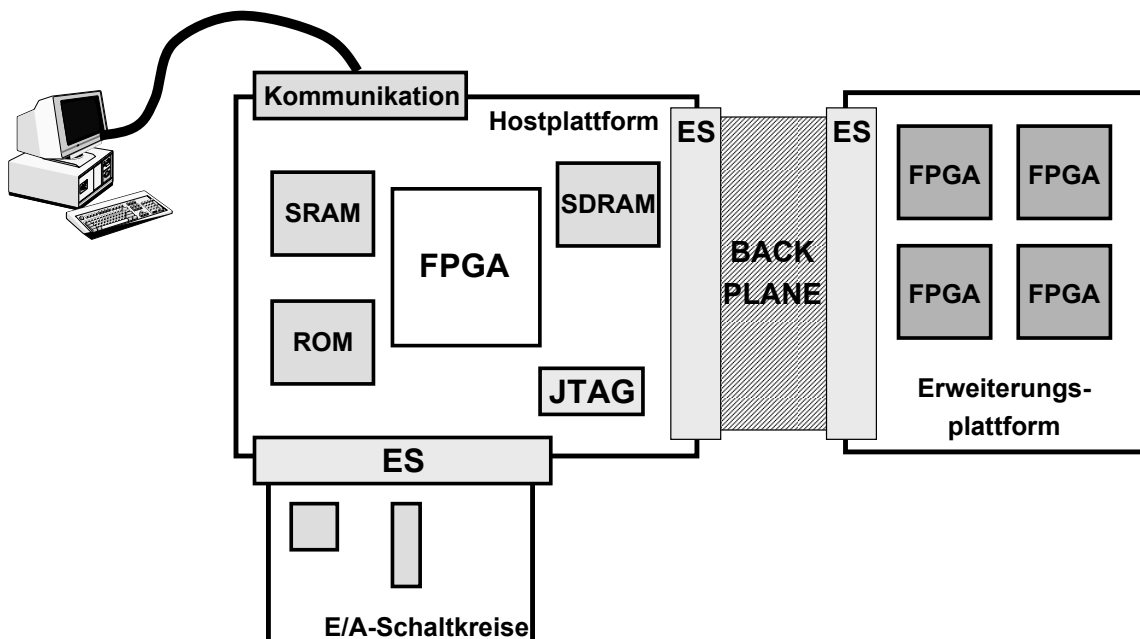 Kommunikation
Hostplattform
ES
ES
SRAM
SDRAM
FPGA
ROM
JTAG
BACK
PLANE
FPGA
FPGA
FPGA
FPGA
Erweiterungs-
plattform
ES
E/A-Schaltkreise